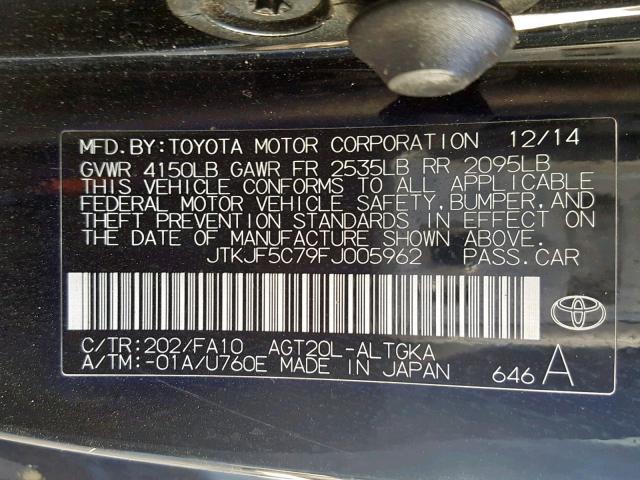 MFD.BY:TOYOTA MOTOR CORPORATION 12/14
GVWR 4150LB GAWR FR 2535LB RR 2095LB
THIS VEHICLE CONFORMS TO ALL APPLICABLE
FEDERAL MOTOR VEHICLE SAFETY,BUMPER,AND
THEFT PREVENTION STANDARDS IN EFFECT ON
THE DATE OF MANUFACTURE SHOWN ABOVE.
JTKJF5C79FJ005962 PASS.CAR
C/TR:202/FA10 AGT20L-ALTGKA
A/TM:-01A/U760E MADE IN JAPAN 646A